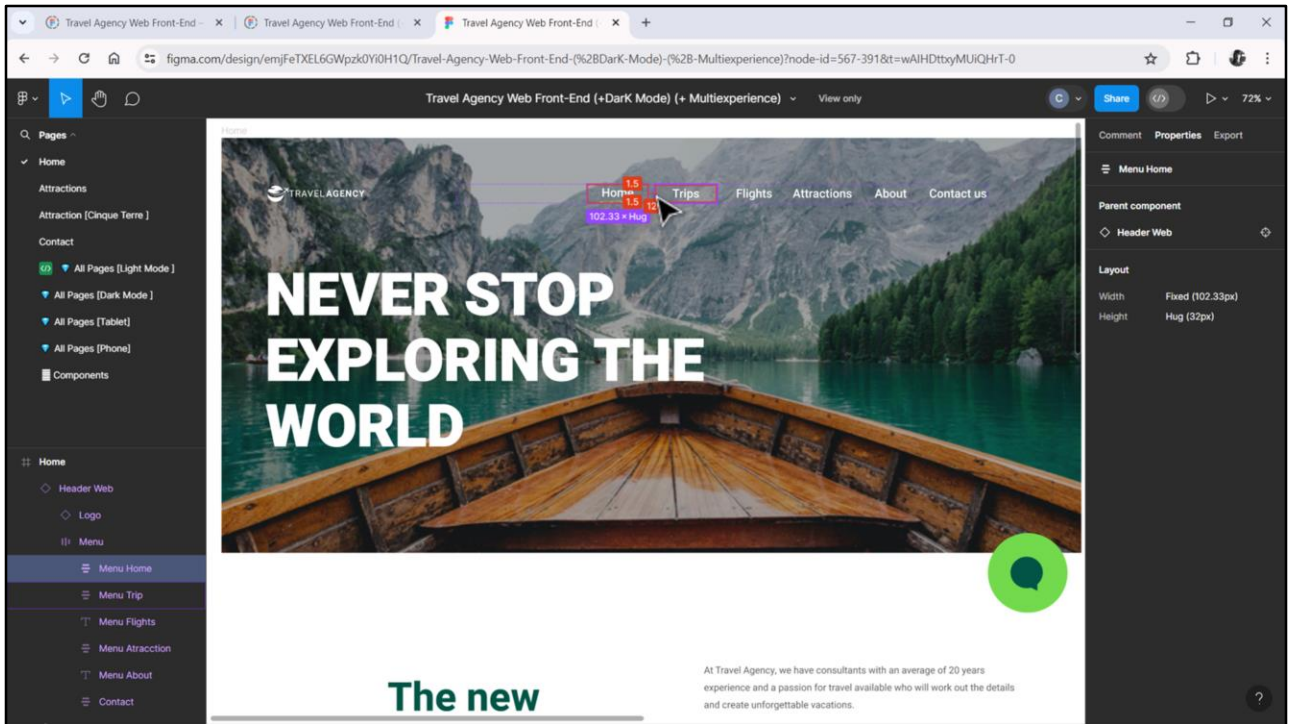 Travel Agency Web Front-End –
Travel Agency Web Front-End (
Travel Agency Web Front-End (
figma.com/design/emjFeTXEL6GWpzk0Yi0H1Q/Travel-Agency-Web-Front-End-(%2BDarK-Mode)-(%2B-Multiexperience)?node-id=567-391&t=wAIHDttxyMUiQHrT-0
Travel Agency Web Front-End (+DarK Mode) (+ Multiexperience)
View only
C
Share
72%
Pages
Home
Attractions
Attraction [Cinque Terre ]
Contact
All Pages [Light Mode ]
All Pages [Dark Mode ]
All Pages [Tablet]
All Pages [Phone]
Components
Home
Header Web
Logo
Menu
Menu Home
Menu Trip
Menu Flights
Menu Atracction
Menu About
Contact
Home
TRAVELAGENCY
Home
Trips
Flights
Attractions
About
Contact us
1.5
1.5
12
102.33 × Hug
NEVER STOP
EXPLORING THE
WORLD
The new
At Travel Agency, we have consultants with an average of 20 years
experience and a passion for travel available who will work out the details
and create unforgettable vacations.
Comment Properties Export
Menu Home
Parent component
Header Web
Layout
Width Fixed (102.33px)
Height Hug (32px)
?